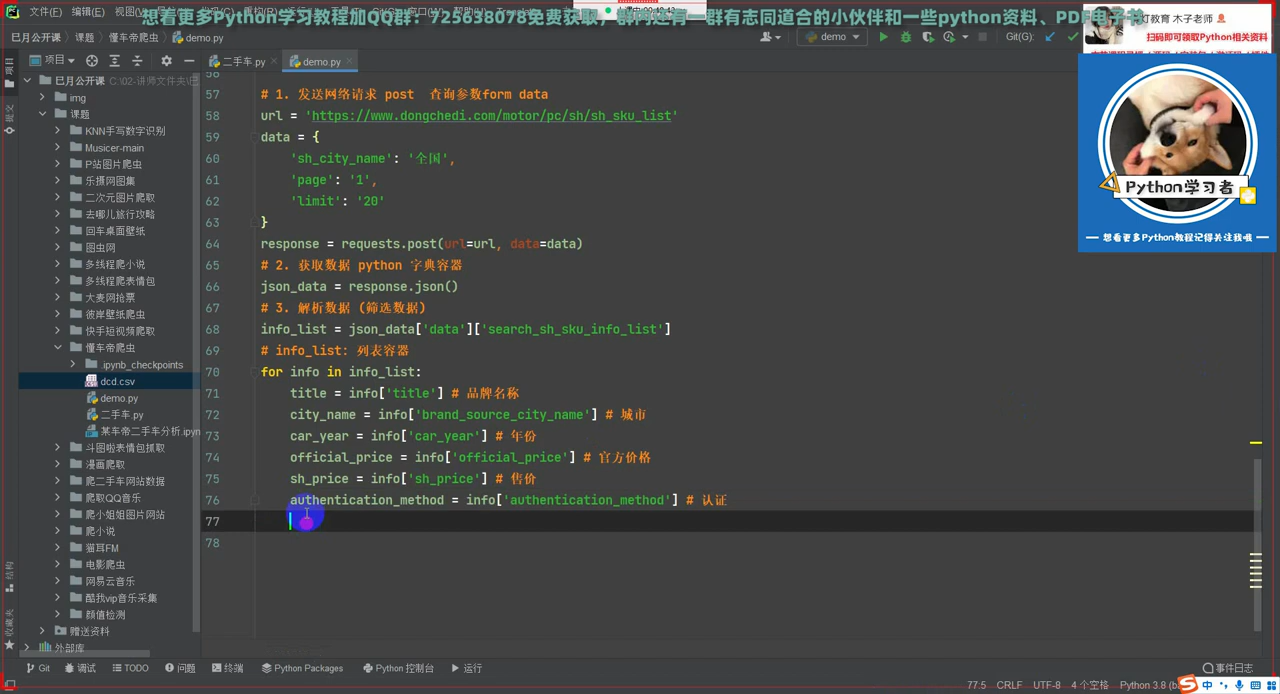 想看更多Python学习教程加QQ群：725638078免费获取，群内还有一群有志同道合的小伙伴和一些python资料、PDF电子书
文件(F) 编辑(E)
巳月公开课 课题 懂车帝爬虫 demo.py
demo
Git(G):
灯教育 木子老师
扫码即可领取Python相关资料
项目
二手车.py
demo.py
巳月公开课
img
课题
KNN手写数字识别
Musicer-main
P站图片爬虫
乐摄网图集
二次元图片爬取
去哪儿旅行攻略
回车桌面壁纸
图虫网
多线程爬小说
多线程爬表情包
大麦网抢票
彼岸壁纸爬虫
快手短视频爬取
懂车帝爬虫
.ipynb_checkpoints
dcd.csv
demo.py
二手车.py
某车帝二手车分析.ipyn
斗图啦表情包抓取
漫画爬取
爬二手车网站数据
爬取QQ音乐
爬小姐姐图片网站
爬小说
猫耳FM
电影爬虫
网易云音乐
酷我vip音乐采集
颜值检测
赠送资料
外部库
56
57 # 1. 发送网络请求 post 查询参数form data
58 url = 'https://www.dongchedi.com/motor/pc/sh/sh_sku_list'
59 data = {
60 'sh_city_name': '全国',
61 'page': '1',
62 'limit': '20'
63 }
64 response = requests.post(url=url, data=data)
65 # 2. 获取数据 python 字典容器
66 json_data = response.json()
67 # 3. 解析数据 (筛选数据)
68 info_list = json_data['data']['search_sh_sku_info_list']
69 # info_list: 列表容器
70 for info in info_list:
71 title = info['title'] # 品牌名称
72 city_name = info['brand_source_city_name'] # 城市
73 car_year = info['car_year'] # 年份
74 official_price = info['official_price'] # 官方价格
75 sh_price = info['sh_price'] # 售价
76 authentication_method = info['authentication_method'] # 认证
77
78
Python学习者
想看更多Python教程记得关注我哦
项目
提交
结构
收藏夹
Git 调试 TODO 问题 终端 Python Packages Python 控制台 运行
事件日志
77:5 CRLF UTF-8 4 个空格 Python 3.8
中